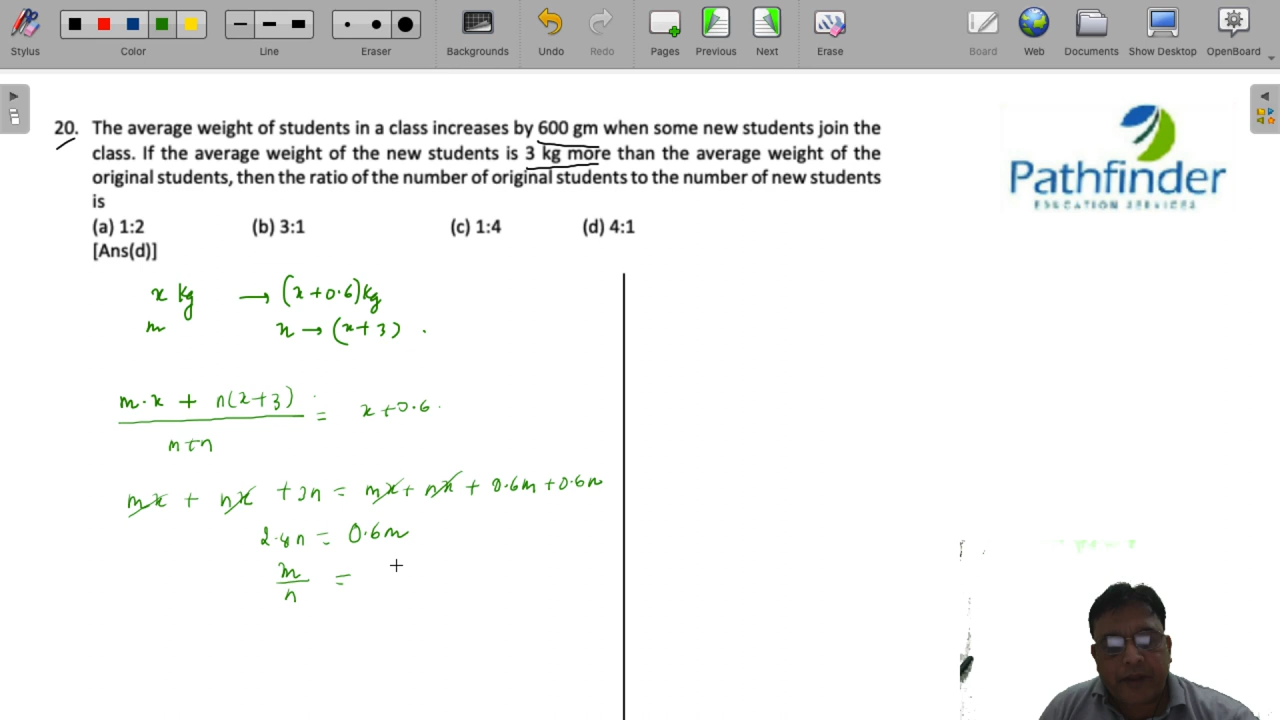 Stylus Color Line Eraser Backgrounds Undo Redo Pages Previous Next Erase Board Web Documents Show Desktop OpenBoard
20. The average weight of students in a class increases by 600 gm when some new students join the
class. If the average weight of the new students is 3 kg more than the average weight of the
original students, then the ratio of the number of original students to the number of new students
is
(a) 1:2 (b) 3:1 (c) 1:4 (d) 4:1
[Ans(d)]
Pathfinder
EDUCATION SERVICES
x kg → (x+0.6)kg
m n → (x+3) .
m·x + n(x+3)
= x+0.6.
m+n
mx + nx +3n = mx + nx + 0.6m + 0.6n
2.4n = 0.6m
m
=
n